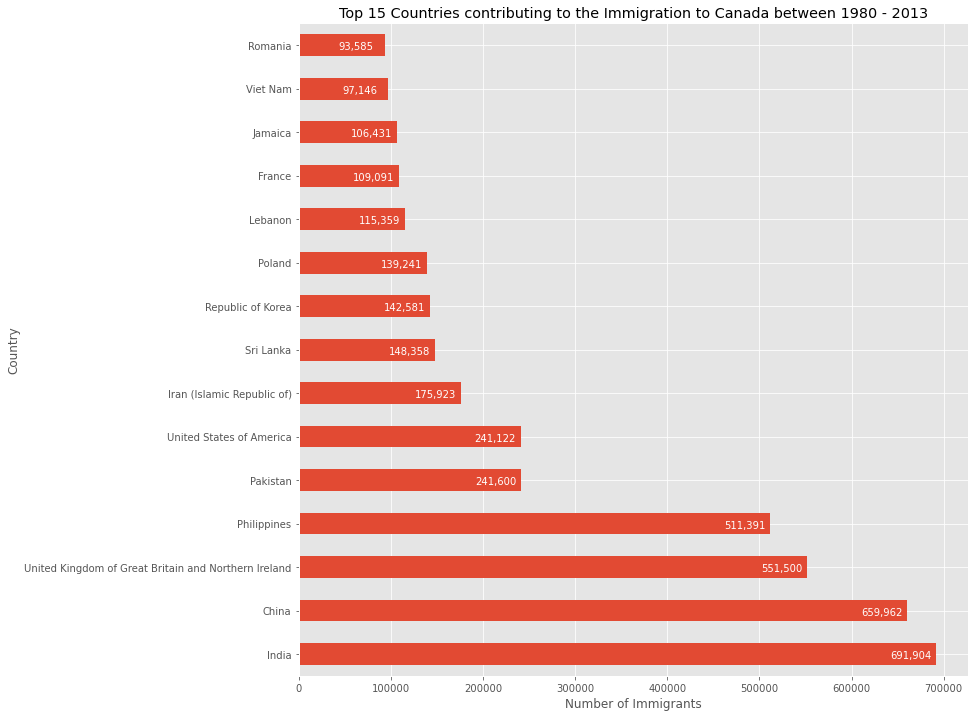 Top 15 Countries contributing to the Immigration to Canada between 1980 - 2013
Country
Romania 93,585
Viet Nam 97,146
Jamaica 106,431
France 109,091
Lebanon 115,359
Poland 139,241
Republic of Korea 142,581
Sri Lanka 148,358
Iran (Islamic Republic of) 175,923
United States of America 241,122
Pakistan 241,600
Philippines 511,391
United Kingdom of Great Britain and Northern Ireland 551,500
China 659,962
India 691,904
0 100000 200000 300000 400000 500000 600000 700000
Number of Immigrants